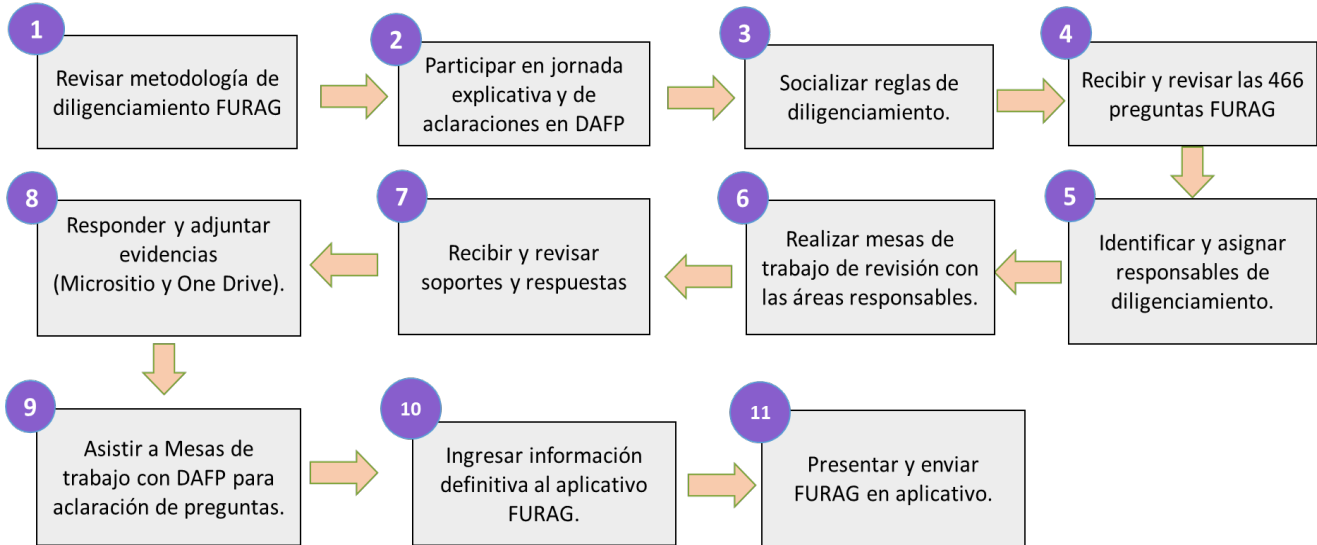 1
Revisar metodología de
diligenciamiento FURAG
2
Participar en jornada
explicativa y de
aclaraciones en DAFP
3
Socializar reglas de
diligenciamiento.
4
Recibir y revisar las 466
preguntas FURAG
5
Identificar y asignar
responsables de
diligenciamiento.
6
Realizar mesas de
trabajo de revisión con
las áreas responsables.
7
Recibir y revisar
soportes y respuestas
8
Responder y adjuntar
evidencias
(Micrositio y One Drive).
9
Asistir a Mesas de
trabajo con DAFP para
aclaración de preguntas.
10
Ingresar información
definitiva al aplicativo
FURAG.
11
Presentar y enviar
FURAG en aplicativo.